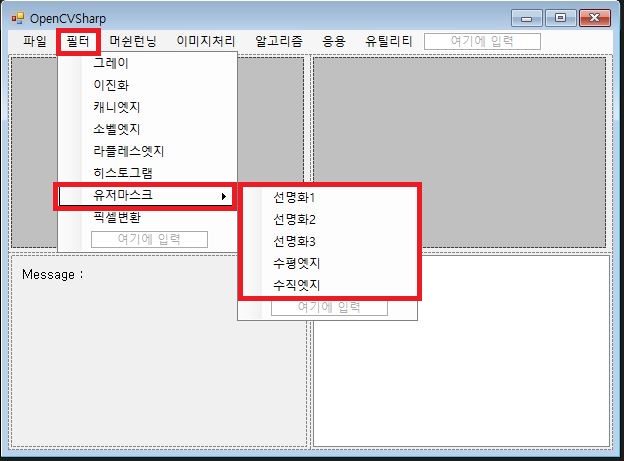 OpenCVSharp
파일 필터 머쉰런닝 이미지처리 알고리즘 응용 유틸리티 여기에 입력
그레이
이진화
캐니엣지
소벨엣지
라플레스엣지
히스토그램
유저마스크
픽셀변환
여기에 입력
선명화1
선명화2
선명화3
수평엣지
수직엣지
여기에 입력
Message :